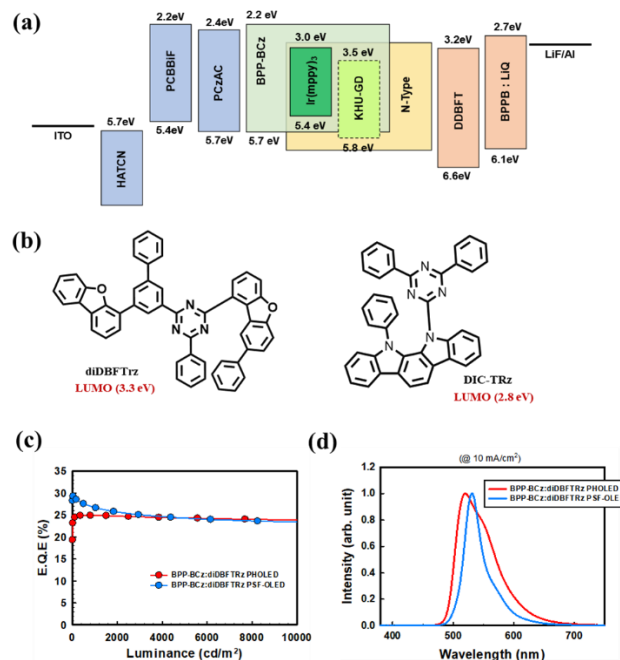 (a)
2.2 eV
2.4eV
2.2 eV
3.0 eV
3.5 eV
3.2eV
2.7eV
LiF/Al
ITO
5.7eV
HATCN
PCBBiF
5.4eV
PCzAC
5.7eV
BPP-BCz
5.7 eV
Ir(mppy)3
5.4 eV
KHU-GD
5.8 eV
N-Type
DDBFT
6.6eV
BPPB : LiQ
6.1eV
(b)
O
N
N
N
O
diDBFTrz
LUMO (3.3 eV)
N
N
N
N
N
DIC-TRz
LUMO (2.8 eV)
(c)
E.Q.E (%)
35
30
25
20
15
10
5
0
BPP-BCz:diDBFTRz PHOLED
BPP-BCz:diDBFTRz PSF-OLED
0 2000 4000 6000 8000 10000
Luminance (cd/m²)
(d)
(@ 10 mA/cm²)
Intensity (arb. unit)
1.0
0.8
0.6
0.4
0.2
0.0
BPP-BCz:diDBFTRz PHOLED
BPP-BCz:diDBFTRz PSF-OLED
400 500 600 700
Wavelength (nm)